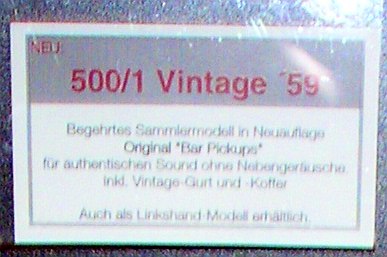 NEU:
500/1 Vintage ´59
Begehrtes Sammlermodell in Neuauflage
Original "Bar Pickups"
für authentischen Sound ohne Nebengeräusche
Inkl. Vintage-Gurt und -Koffer
Auch als Linkshand-Modell erhältlich.